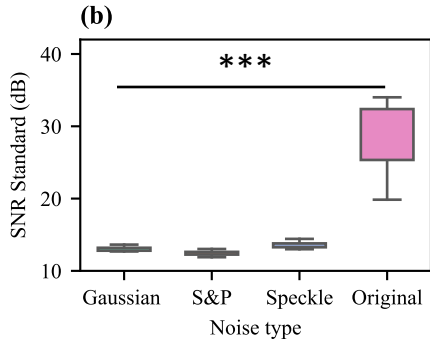 (b)
SNR Standard (dB)
40
30
20
10
***
Gaussian S&P Speckle Original
Noise type